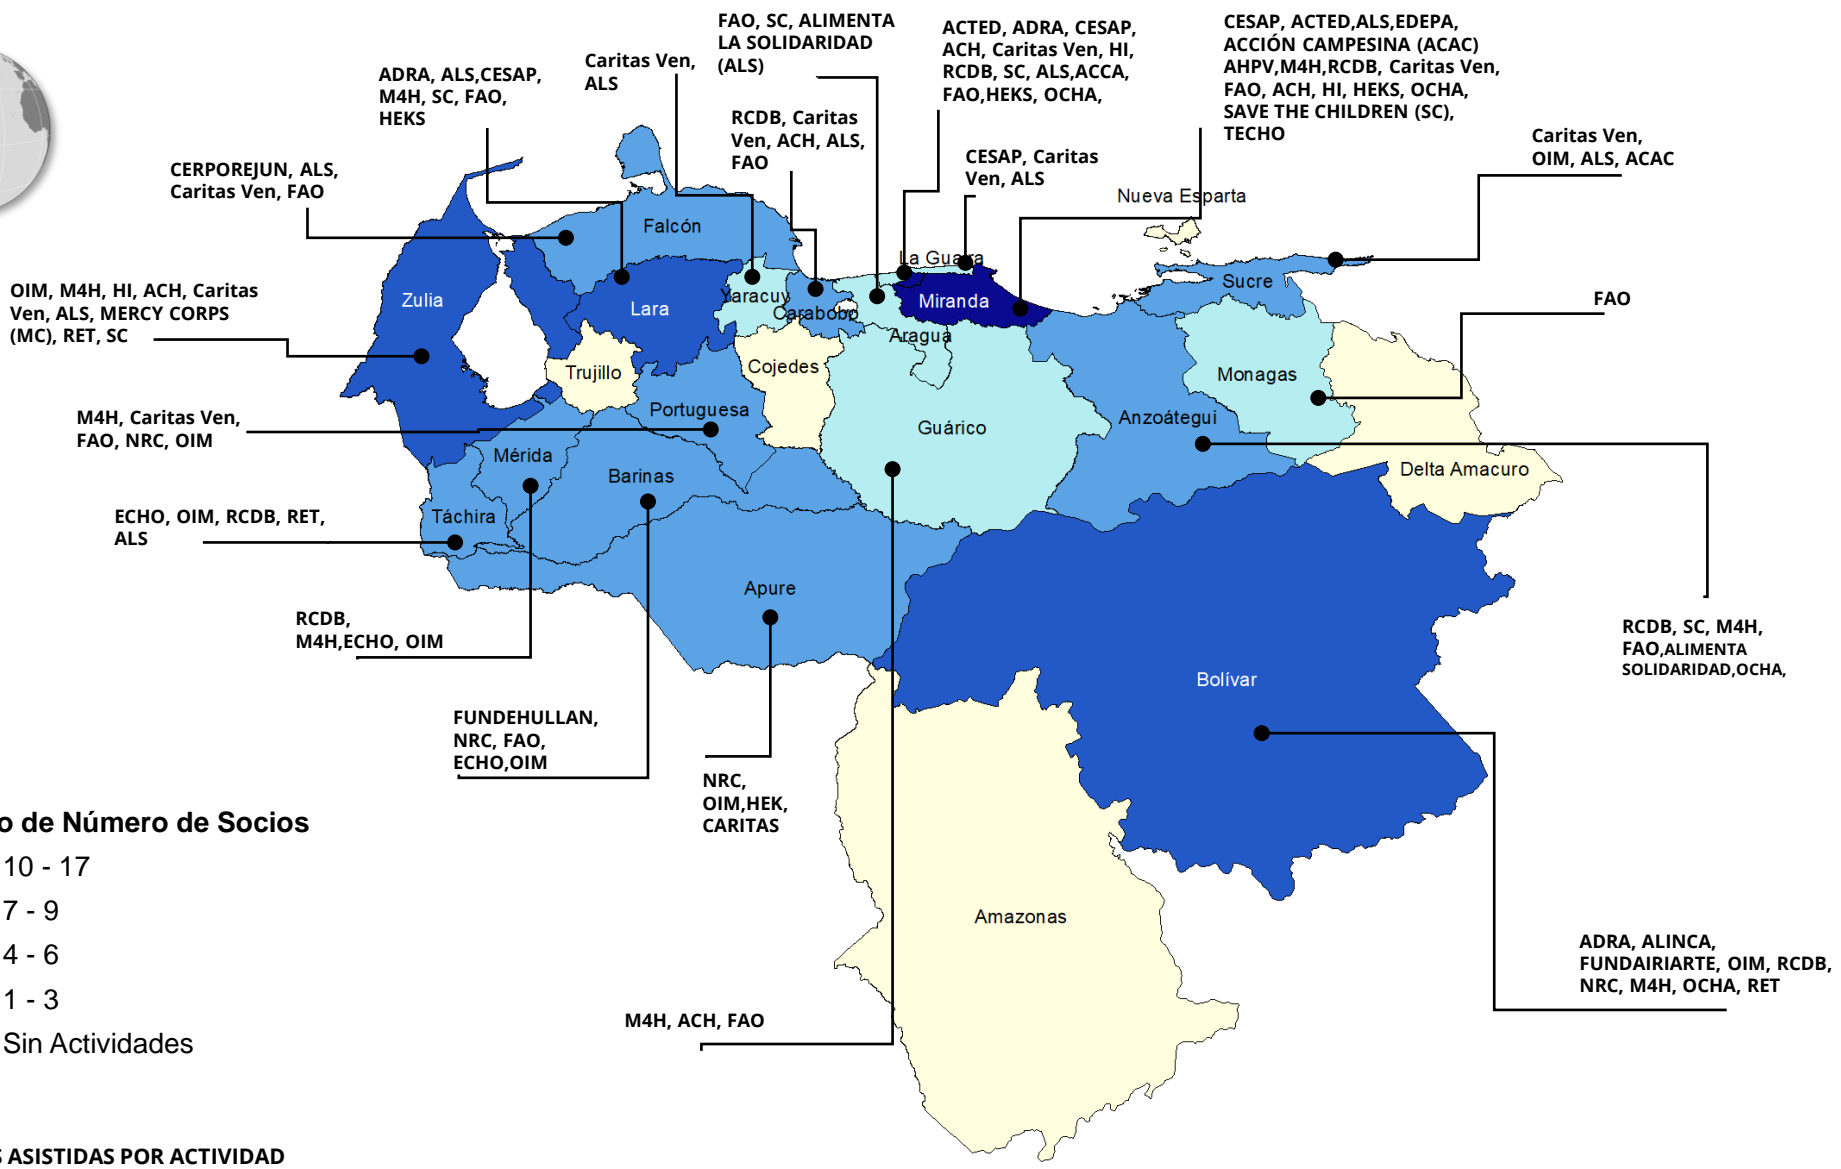 FAO, SC, ALIMENTA
LA SOLIDARIDAD
(ALS)
ACTED, ADRA, CESAP,
ACH, Caritas Ven, HI,
RCDB, SC, ALS,ACCA,
FAO,HEKS, OCHA,
CESAP, ACTED,ALS,EDEPA,
ACCIÓN CAMPESINA (ACAC)
AHPV,M4H,RCDB, Caritas Ven,
FAO, ACH, HI, HEKS, OCHA,
SAVE THE CHILDREN (SC),
TECHO
Caritas Ven,
ALS
ADRA, ALS,CESAP,
M4H, SC, FAO,
HEKS
RCDB, Caritas
Ven, ACH, ALS,
FAO
CESAP, Caritas
Ven, ALS
Caritas Ven,
OIM, ALS, ACAC
CERPOREJUN, ALS,
Caritas Ven, FAO
Nueva Esparta
Falcón
La Guaira
OIM, M4H, HI, ACH, Caritas
Ven, ALS, MERCY CORPS
(MC), RET, SC
Zulia
Lara
Yaracuy
Carabobo
Miranda
Aragua
Sucre
FAO
Trujillo
Cojedes
Monagas
M4H, Caritas Ven,
FAO, NRC, OIM
Portuguesa
Guárico
Anzoátegui
Mérida
Barinas
Delta Amacuro
ECHO, OIM, RCDB, RET,
ALS
Táchira
Apure
RCDB,
M4H,ECHO, OIM
RCDB, SC, M4H,
FAO,ALIMENTA
SOLIDARIDAD,OCHA,
Bolívar
FUNDEHULLAN,
NRC, FAO,
ECHO,OIM
NRC,
OIM,HEK,
CARITAS
o de Número de Socios
10 - 17
7 - 9
4 - 6
1 - 3
Sin Actividades
Amazonas
ADRA, ALINCA,
FUNDAIRIARTE, OIM, RCDB,
NRC, M4H, OCHA, RET
M4H, ACH, FAO
S ASISTIDAS POR ACTIVIDAD